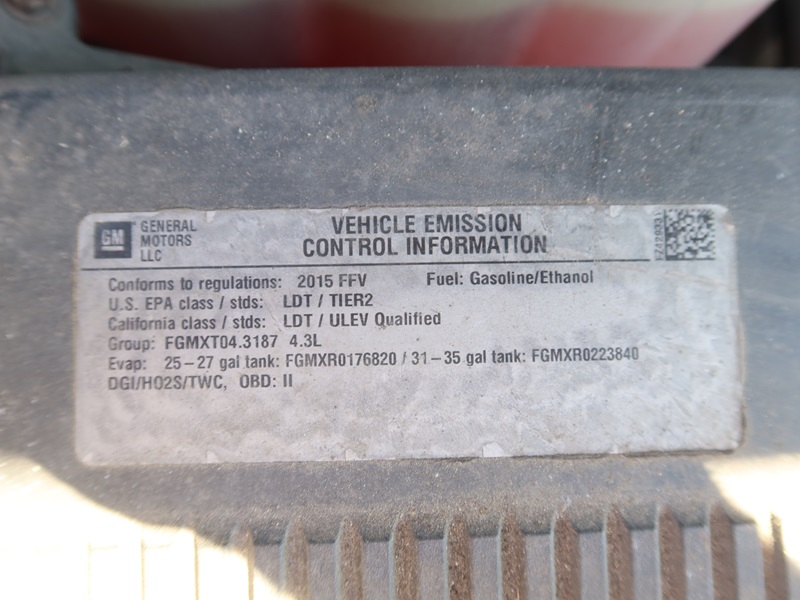 GM
GENERAL
MOTORS
LLC
VEHICLE EMISSION
CONTROL INFORMATION
Conforms to regulations: 2015 FFV Fuel: Gasoline/Ethanol
U.S. EPA class / stds: LDT / TIER2
California class / stds: LDT / ULEV Qualified
Group: FGMXT04.3187 4.3L
Evap: 25-27 gal tank: FGMXR0176820 / 31-35 gal tank: FGMXR0223840
DGI/HO2S/TWC, OBD: II